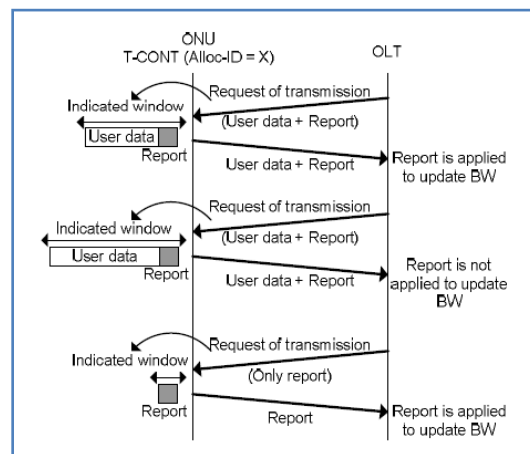 ONU
T-CONT (Alloc-ID = X)
OLT
Request of transmission
Indicated window
(User data + Report)
User data
Report
User data + Report
Report is applied
to update BW
Request of transmission
Indicated window
(User data + Report)
User data
Report
User data + Report
Report is not
applied to update
BW
Request of transmission
Indicated window
(Only report)
Report
Report
Report is applied
to update BW